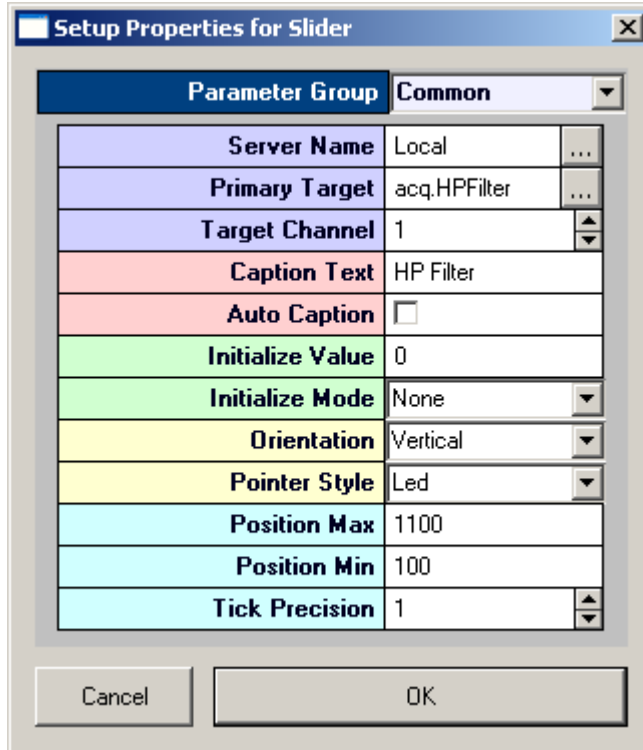 Setup Properties for Slider
Parameter Group Common
Server Name Local ...
Primary Target acq.HPFilter ...
Target Channel 1
Caption Text HP Filter
Auto Caption
Initialize Value 0
Initialize Mode None
Orientation Vertical
Pointer Style Led
Position Max 1100
Position Min 100
Tick Precision 1
Cancel OK